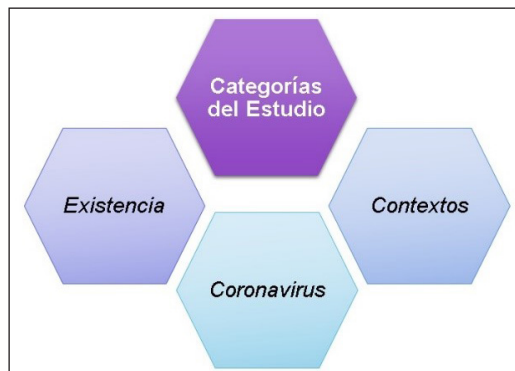 Categorías
del Estudio
Existencia
Contextos
Coronavirus